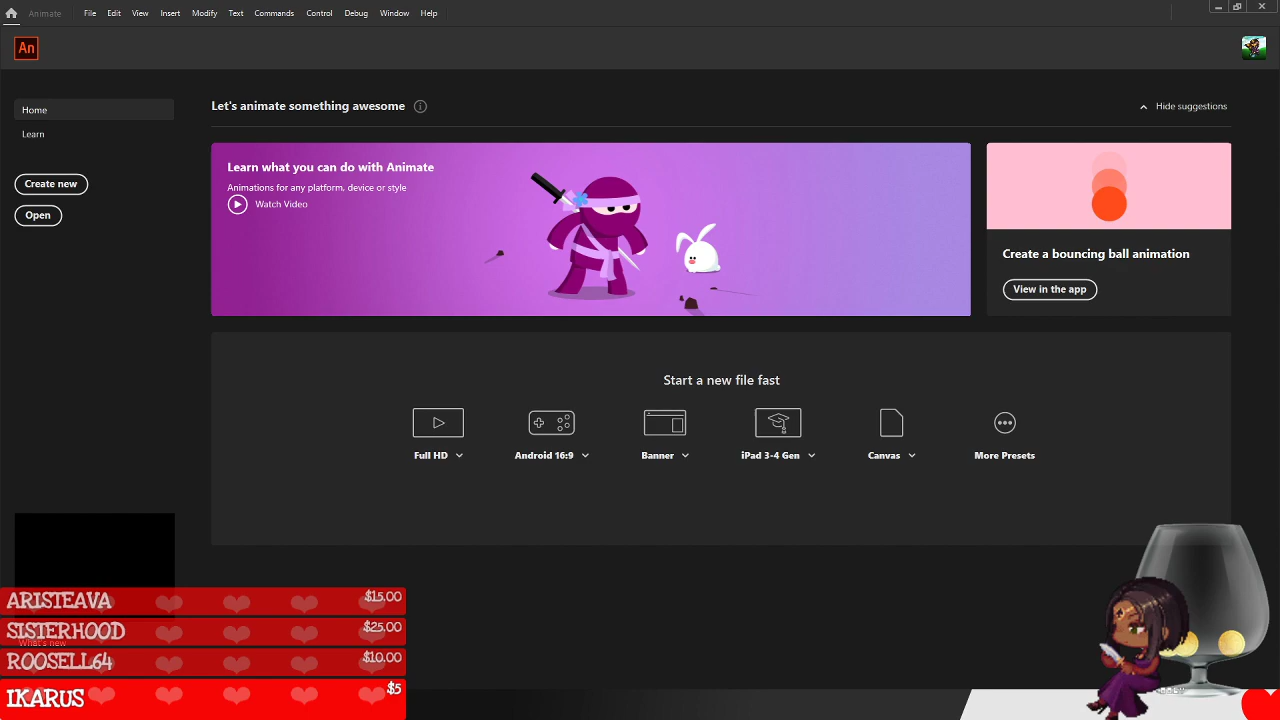 Animate File Edit View Insert Modify Text Commands Control Debug Window Help
An
Home
Learn
Create new
Open
Let's animate something awesome
Hide suggestions
Learn what you can do with Animate
Animations for any platform, device or style
Watch Video
Create a bouncing ball animation
View in the app
Start a new file fast
Full HD
Android 16:9
Banner
iPad 3-4 Gen
Canvas
More Presets
ARISTEAVA $15.00
SISTERHOOD $25.00
What's new
ROOSELL64 $10.00
IKARUS $5